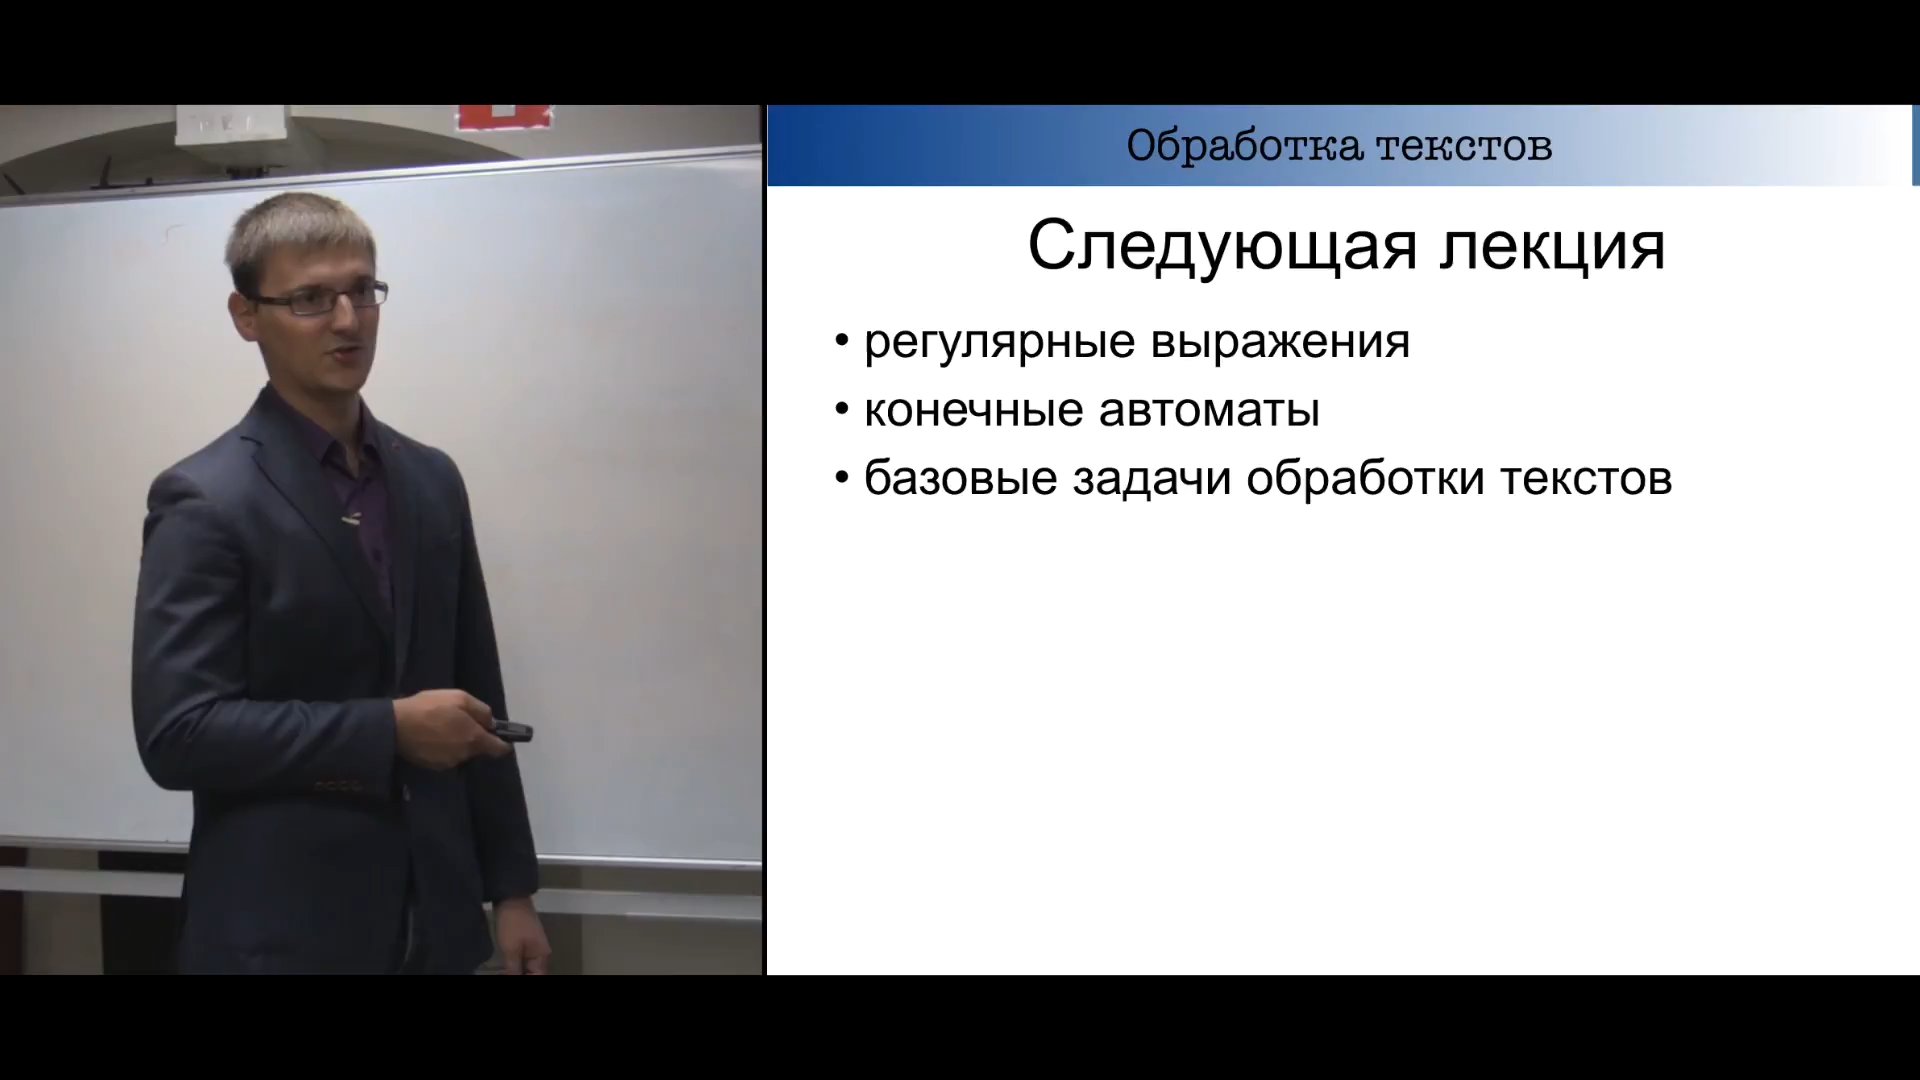 Обработка текстов
Следующая лекция
• регулярные выражения
• конечные автоматы
• базовые задачи обработки текстов